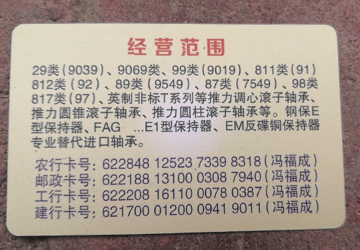 经营范围
29类(9039)、9069类、99类(9019)、811类(91)
812类(92)、89类(9549)、87类(7549)、98类
817类(97)、英制非标T系列等推力调心滚子轴承、
推力圆锥滚子轴承、推力圆柱滚子轴承等。钢保E
型保持器、FAG …E1型保持器、EM反碟铜保持器
专业替代进口轴承。
农行卡号: 622848 12523 7339 8318 (冯福成)
邮政卡号: 622188 13100 0308 7940 (冯福成)
工行卡号: 622208 16110 0078 0387 (冯福成)
建行卡号: 621700 01200 0941 9011 (冯福成)